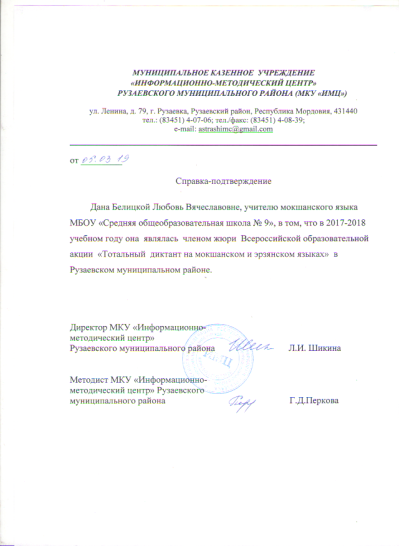 МУНИЦИПАЛЬНОЕ КАЗЕННОЕ УЧРЕЖДЕНИЕ
«ИНФОРМАЦИОННО-МЕТОДИЧЕСКИЙ ЦЕНТР»
РУЗАЕВСКОГО МУНИЦИПАЛЬНОГО РАЙОНА (МКУ «ИМЦ»)
ул. Ленина, д. 79, г. Рузаевка, Рузаевский район, Республика Мордовия, 431440
тел.: (83451) 4-07-06; тел./факс: (83451) 4-08-39;
e-mail: astrashimc@gmail.com
от 05.03.19
Справка-подтверждение
Дана Белицкой Любовь Вячеславовне, учителю мокшанского языка
МБОУ «Средняя общеобразовательная школа № 9», в том, что в 2017-2018
учебном году она являлась членом жюри Всероссийской образовательной
акции «Тотальный диктант на мокшанском и эрзянском языках» в
Рузаевском муниципальном районе.
Директор МКУ «Информационно-
методический центр»
Рузаевского муниципального района Л.И. Шикина
Методист МКУ «Информационно-
методический центр» Рузаевского
муниципального района Г.Д.Перкова